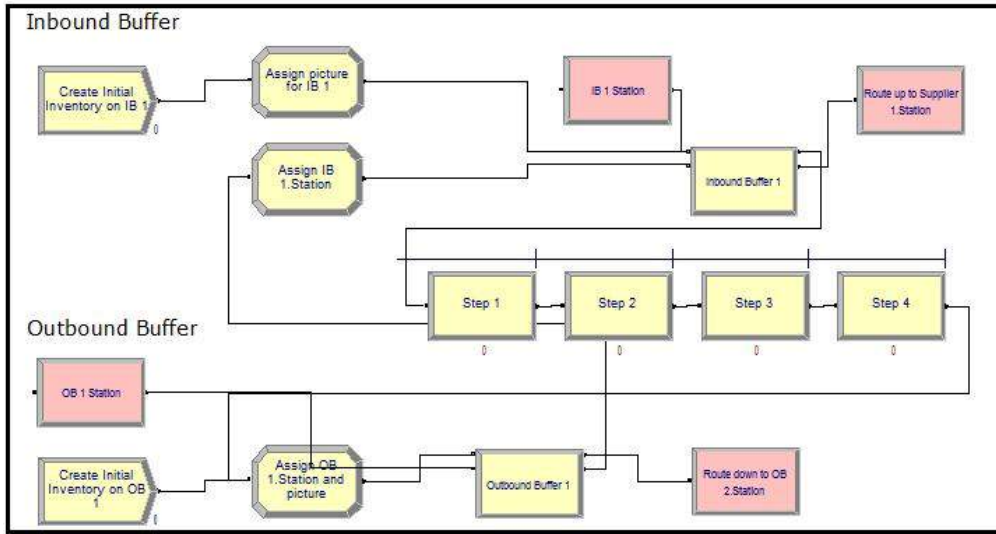 Inbound Buffer
Create Initial
Inventory on IB 1
0
Assign picture
for IB 1
IB 1 Station
Route up to Supplier
1.Station
Assign IB
1.Station
Inbound Buffer 1
Step 1
0
Step 2
0
Step 3
0
Step 4
0
Outbound Buffer
OB 1 Station
Create Initial
Inventory on OB
1
0
Assign OB
1.Station and
picture
Outbound Buffer 1
Route down to OB
2.Station